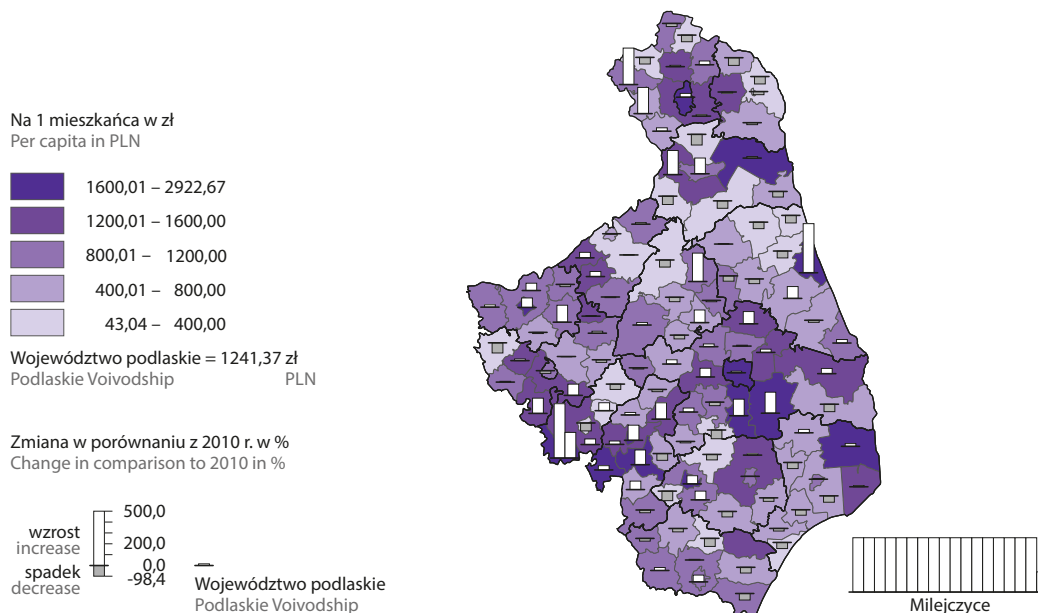 Na 1 mieszkańca w zł
Per capita in PLN
1600,01 – 2922,67
1200,01 – 1600,00
800,01 – 1200,00
400,01 – 800,00
43,04 – 400,00
Województwo podlaskie = 1241,37 zł
Podlaskie Voivodship PLN
Zmiana w porównaniu z 2010 r. w %
Change in comparison to 2010 in %
500,0
wzrost
increase
200,0
0,0
spadek
-98,4
decrease
Województwo podlaskie
Podlaskie Voivodship
Milejczyce